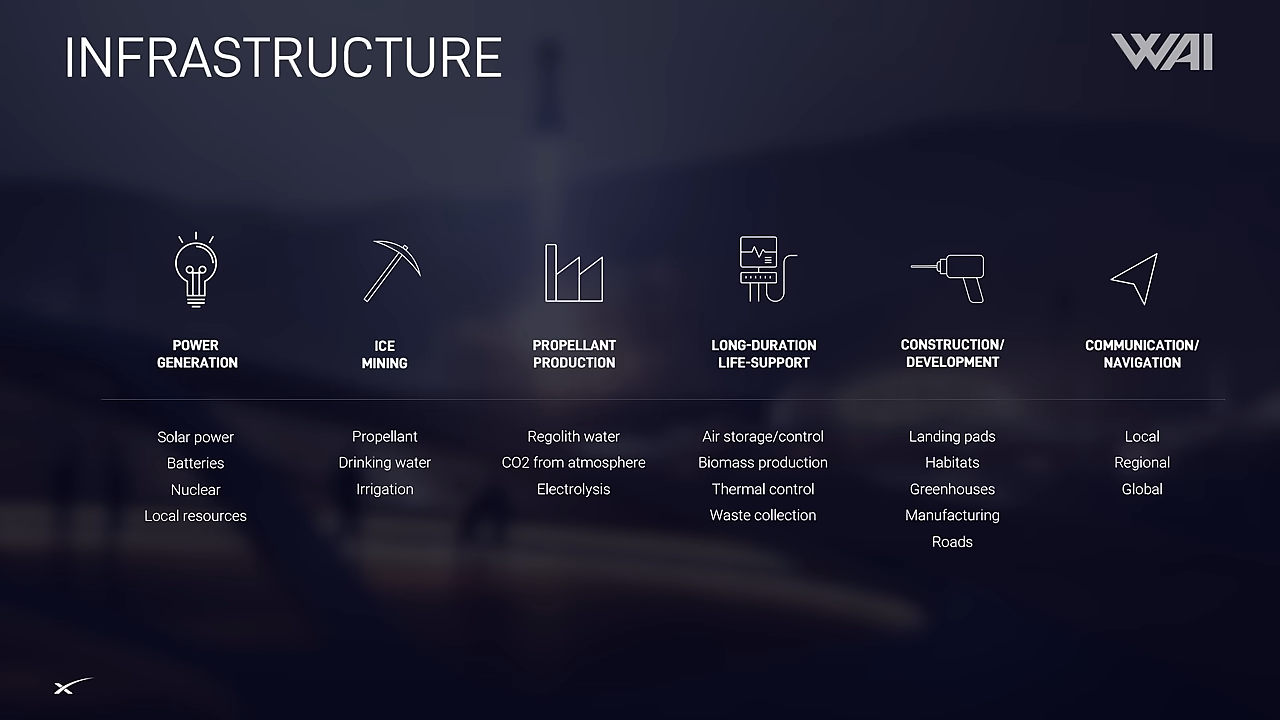 INFRASTRUCTURE
WAI
POWER
GENERATION
ICE
MINING
PROPELLANT
PRODUCTION
LONG-DURATION
LIFE-SUPPORT
CONSTRUCTION/
DEVELOPMENT
COMMUNICATION/
NAVIGATION
Solar power
Batteries
Nuclear
Local resources
Propellant
Drinking water
Irrigation
Regolith water
CO2 from atmosphere
Electrolysis
Air storage/control
Biomass production
Thermal control
Waste collection
Landing pads
Habitats
Greenhouses
Manufacturing
Roads
Local
Regional
Global